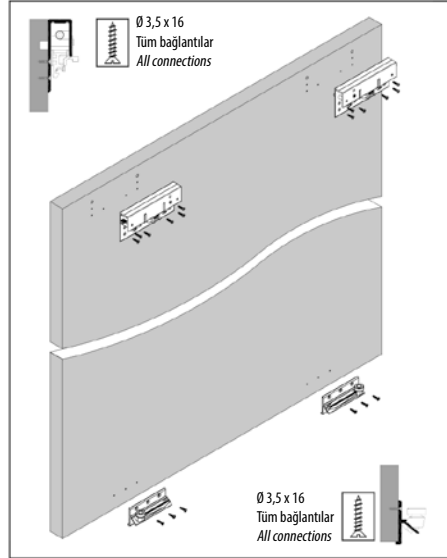 Ø 3,5 x 16
Tüm bağlantılar
All connections
Ø 3,5 x 16
Tüm bağlantılar
All connections